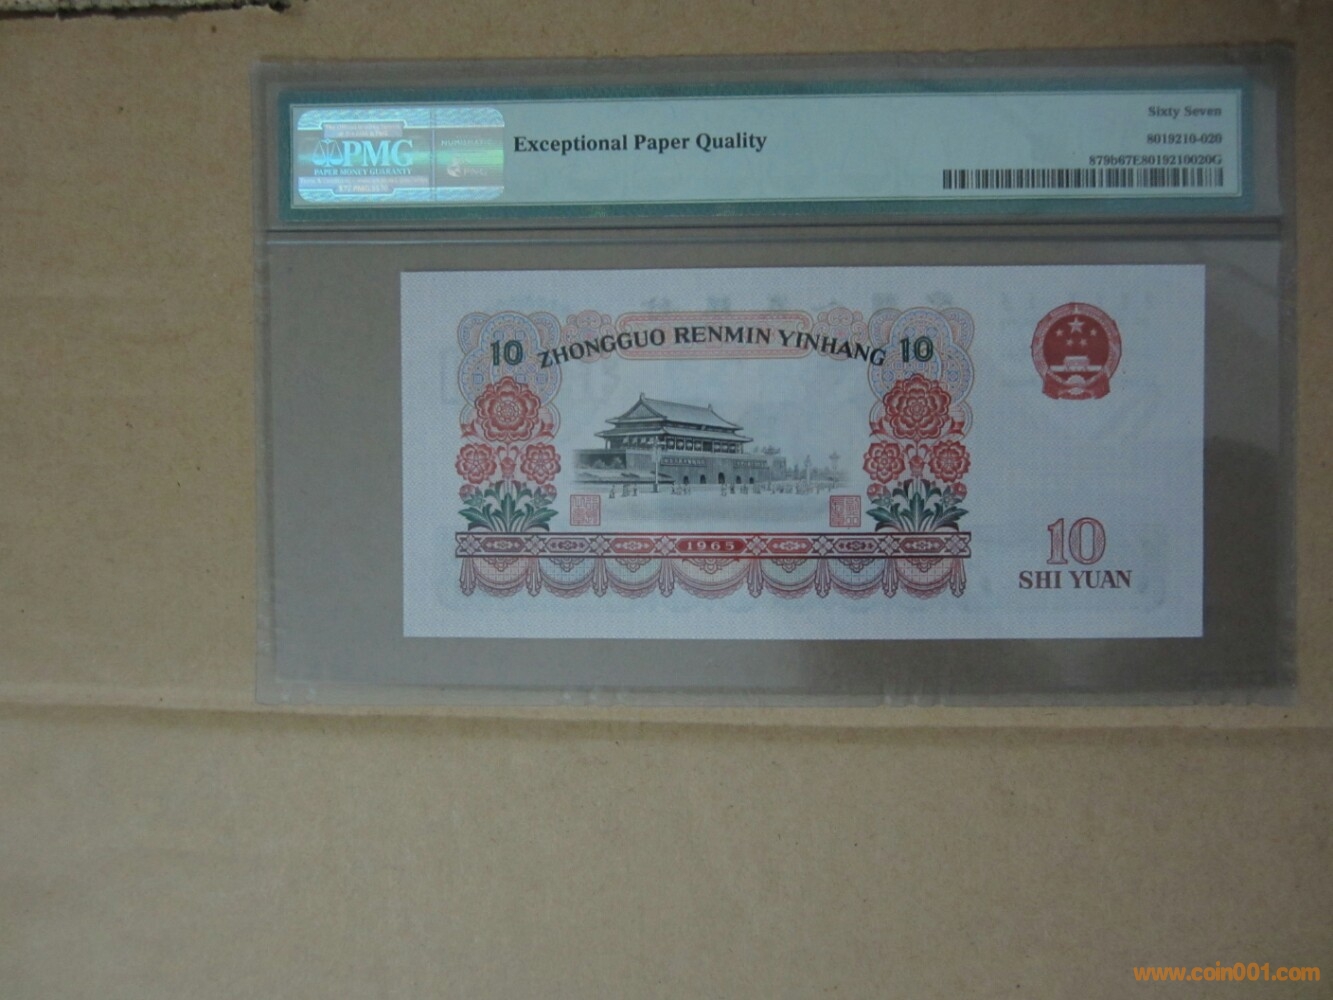 PMG
PAPER MONEY GUARANTY
Exceptional Paper Quality
Sixty Seven
8019210-020
879b67E8019210020G
10 ZHONGGUO RENMIN YINHANG 10
1965
10
SHI YUAN
www.coin001.com